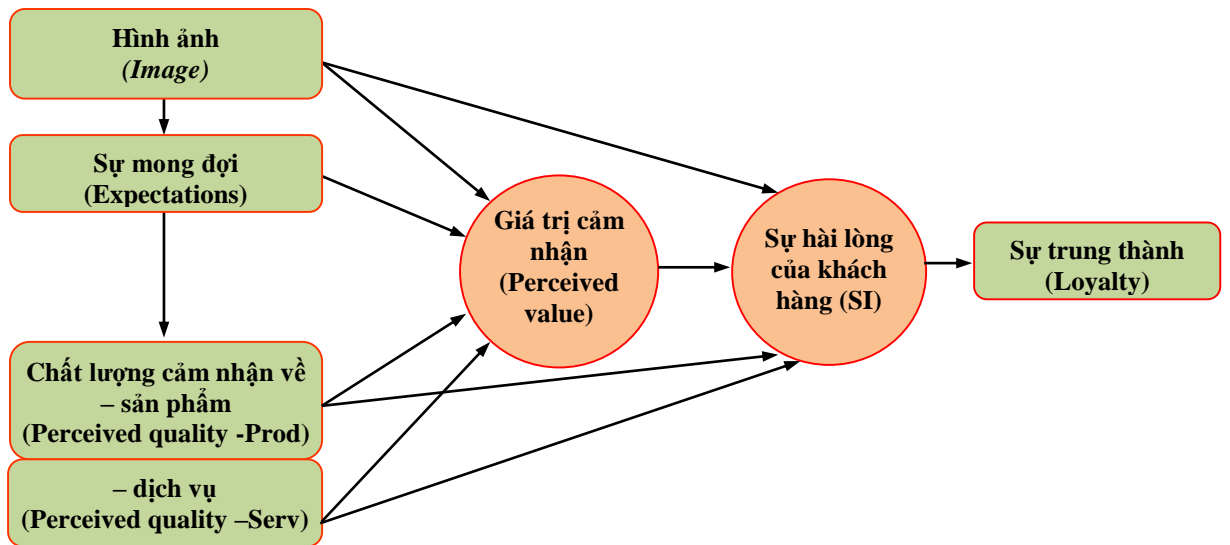 Hình ảnh
(Image)
Sự mong đợi
(Expectations)
Giá trị cảm
nhận
(Perceived
value)
Sự hài lòng
của khách
hàng (SI)
Sự trung thành
(Loyalty)
Chất lượng cảm nhận về
– sản phẩm
(Perceived quality -Prod)
– dịch vụ
(Perceived quality –Serv)